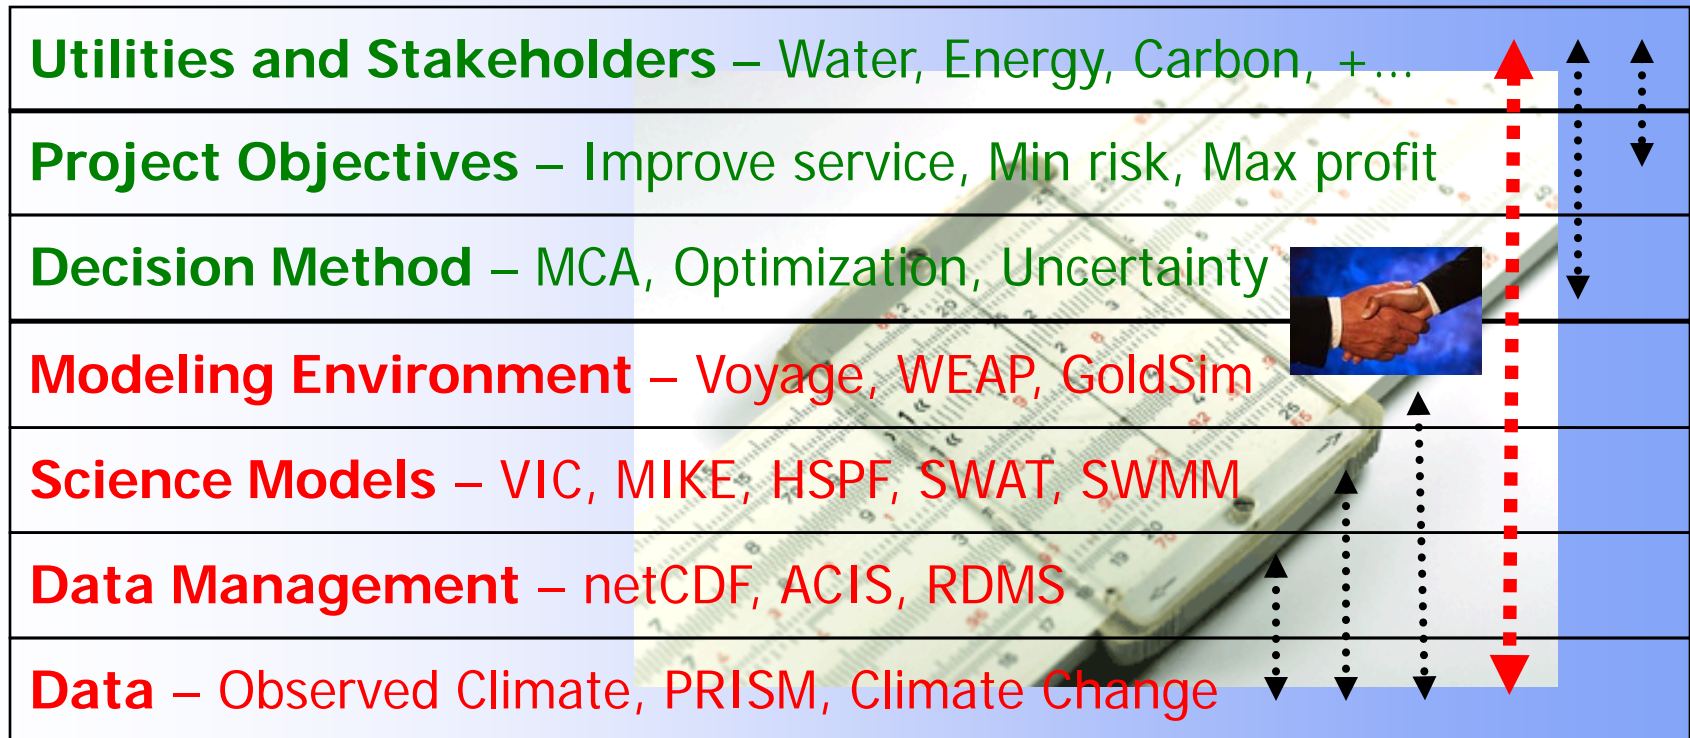 Utilities and Stakeholders – Water, Energy, Carbon, +...
Project Objectives – Improve service, Min risk, Max profit
Decision Method – MCA, Optimization, Uncertainty
Modeling Environment – Voyage, WEAP, GoldSim
Science Models – VIC, MIKE, HSPF, SWAT, SWMM
Data Management – netCDF, ACIS, RDMS
Data – Observed Climate, PRISM, Climate Change